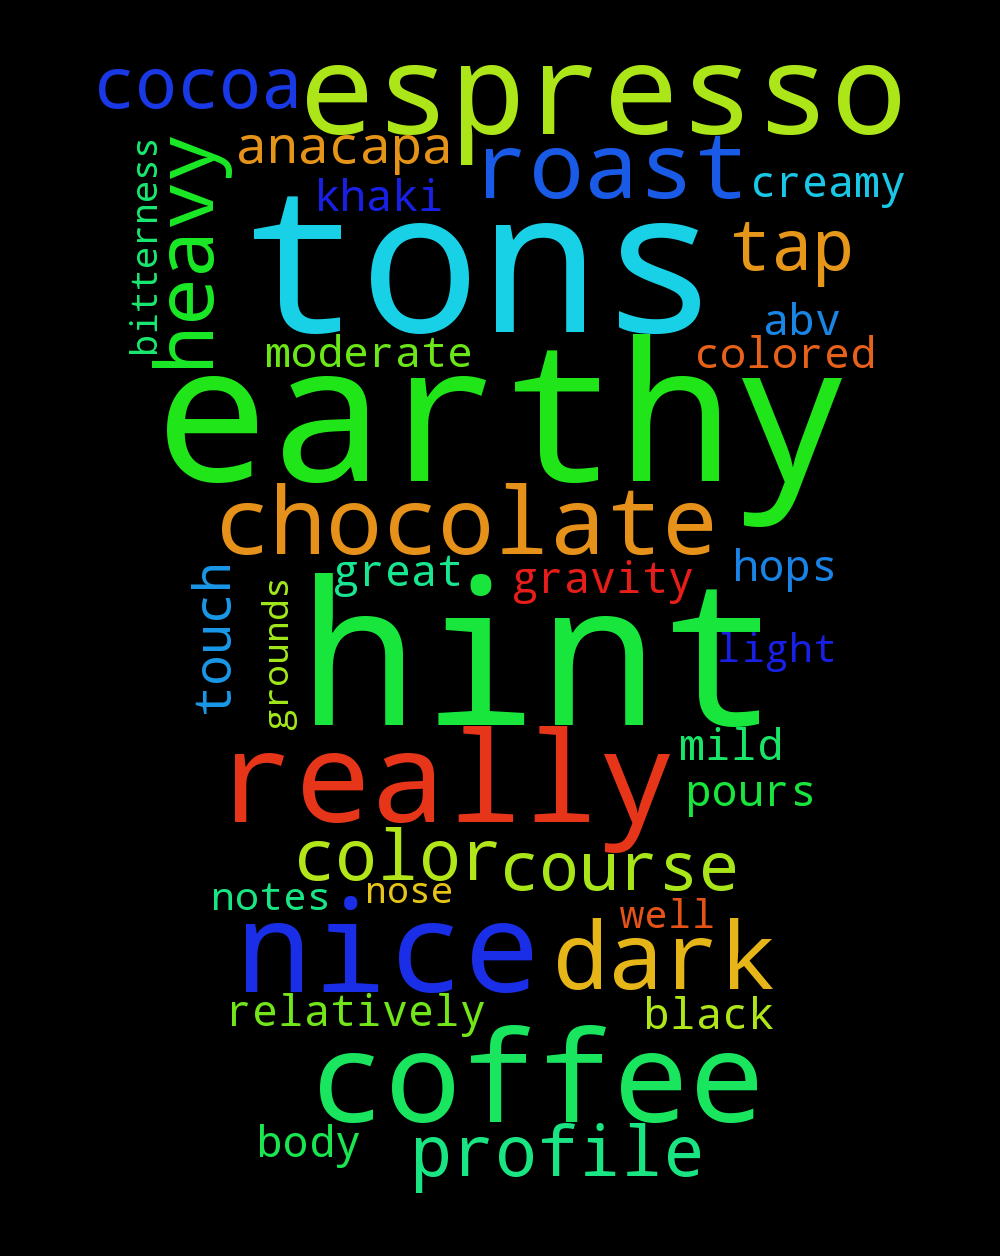 cocoa espresso
anacapa roast
bitterness heavy khaki creamy
tons tap
abv
moderate colored
earthy
chocolate
great gravity hops
touch grounds hint light
really mild
pours
color course
notes nose well
nice dark
relatively black
coffee
body profile